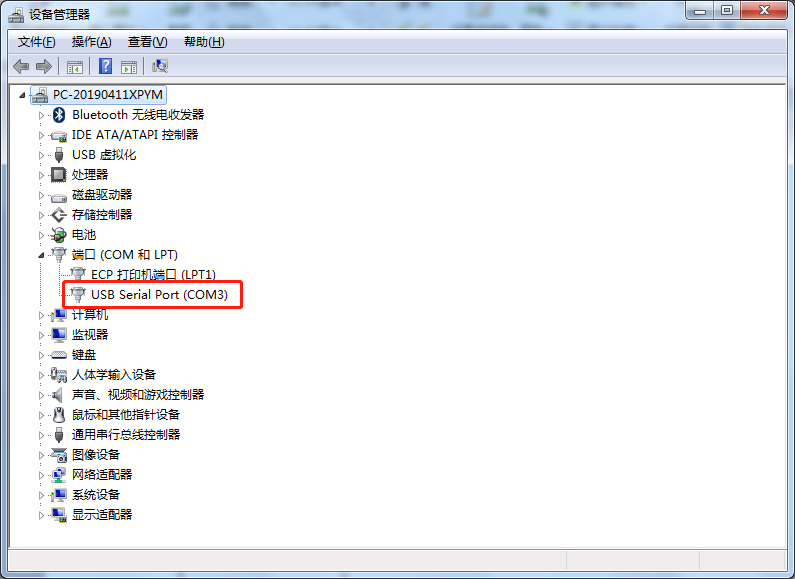 设备管理器
文件(F) 操作(A) 查看(V) 帮助(H)
PC-20190411XPYM
Bluetooth 无线电收发器
IDE ATA/ATAPI 控制器
USB 虚拟化
处理器
磁盘驱动器
存储控制器
电池
端口 (COM 和 LPT)
ECP 打印机端口 (LPT1)
USB Serial Port (COM3)
计算机
监视器
键盘
人体学输入设备
声音、视频和游戏控制器
鼠标和其他指针设备
通用串行总线控制器
图像设备
网络适配器
系统设备
显示适配器